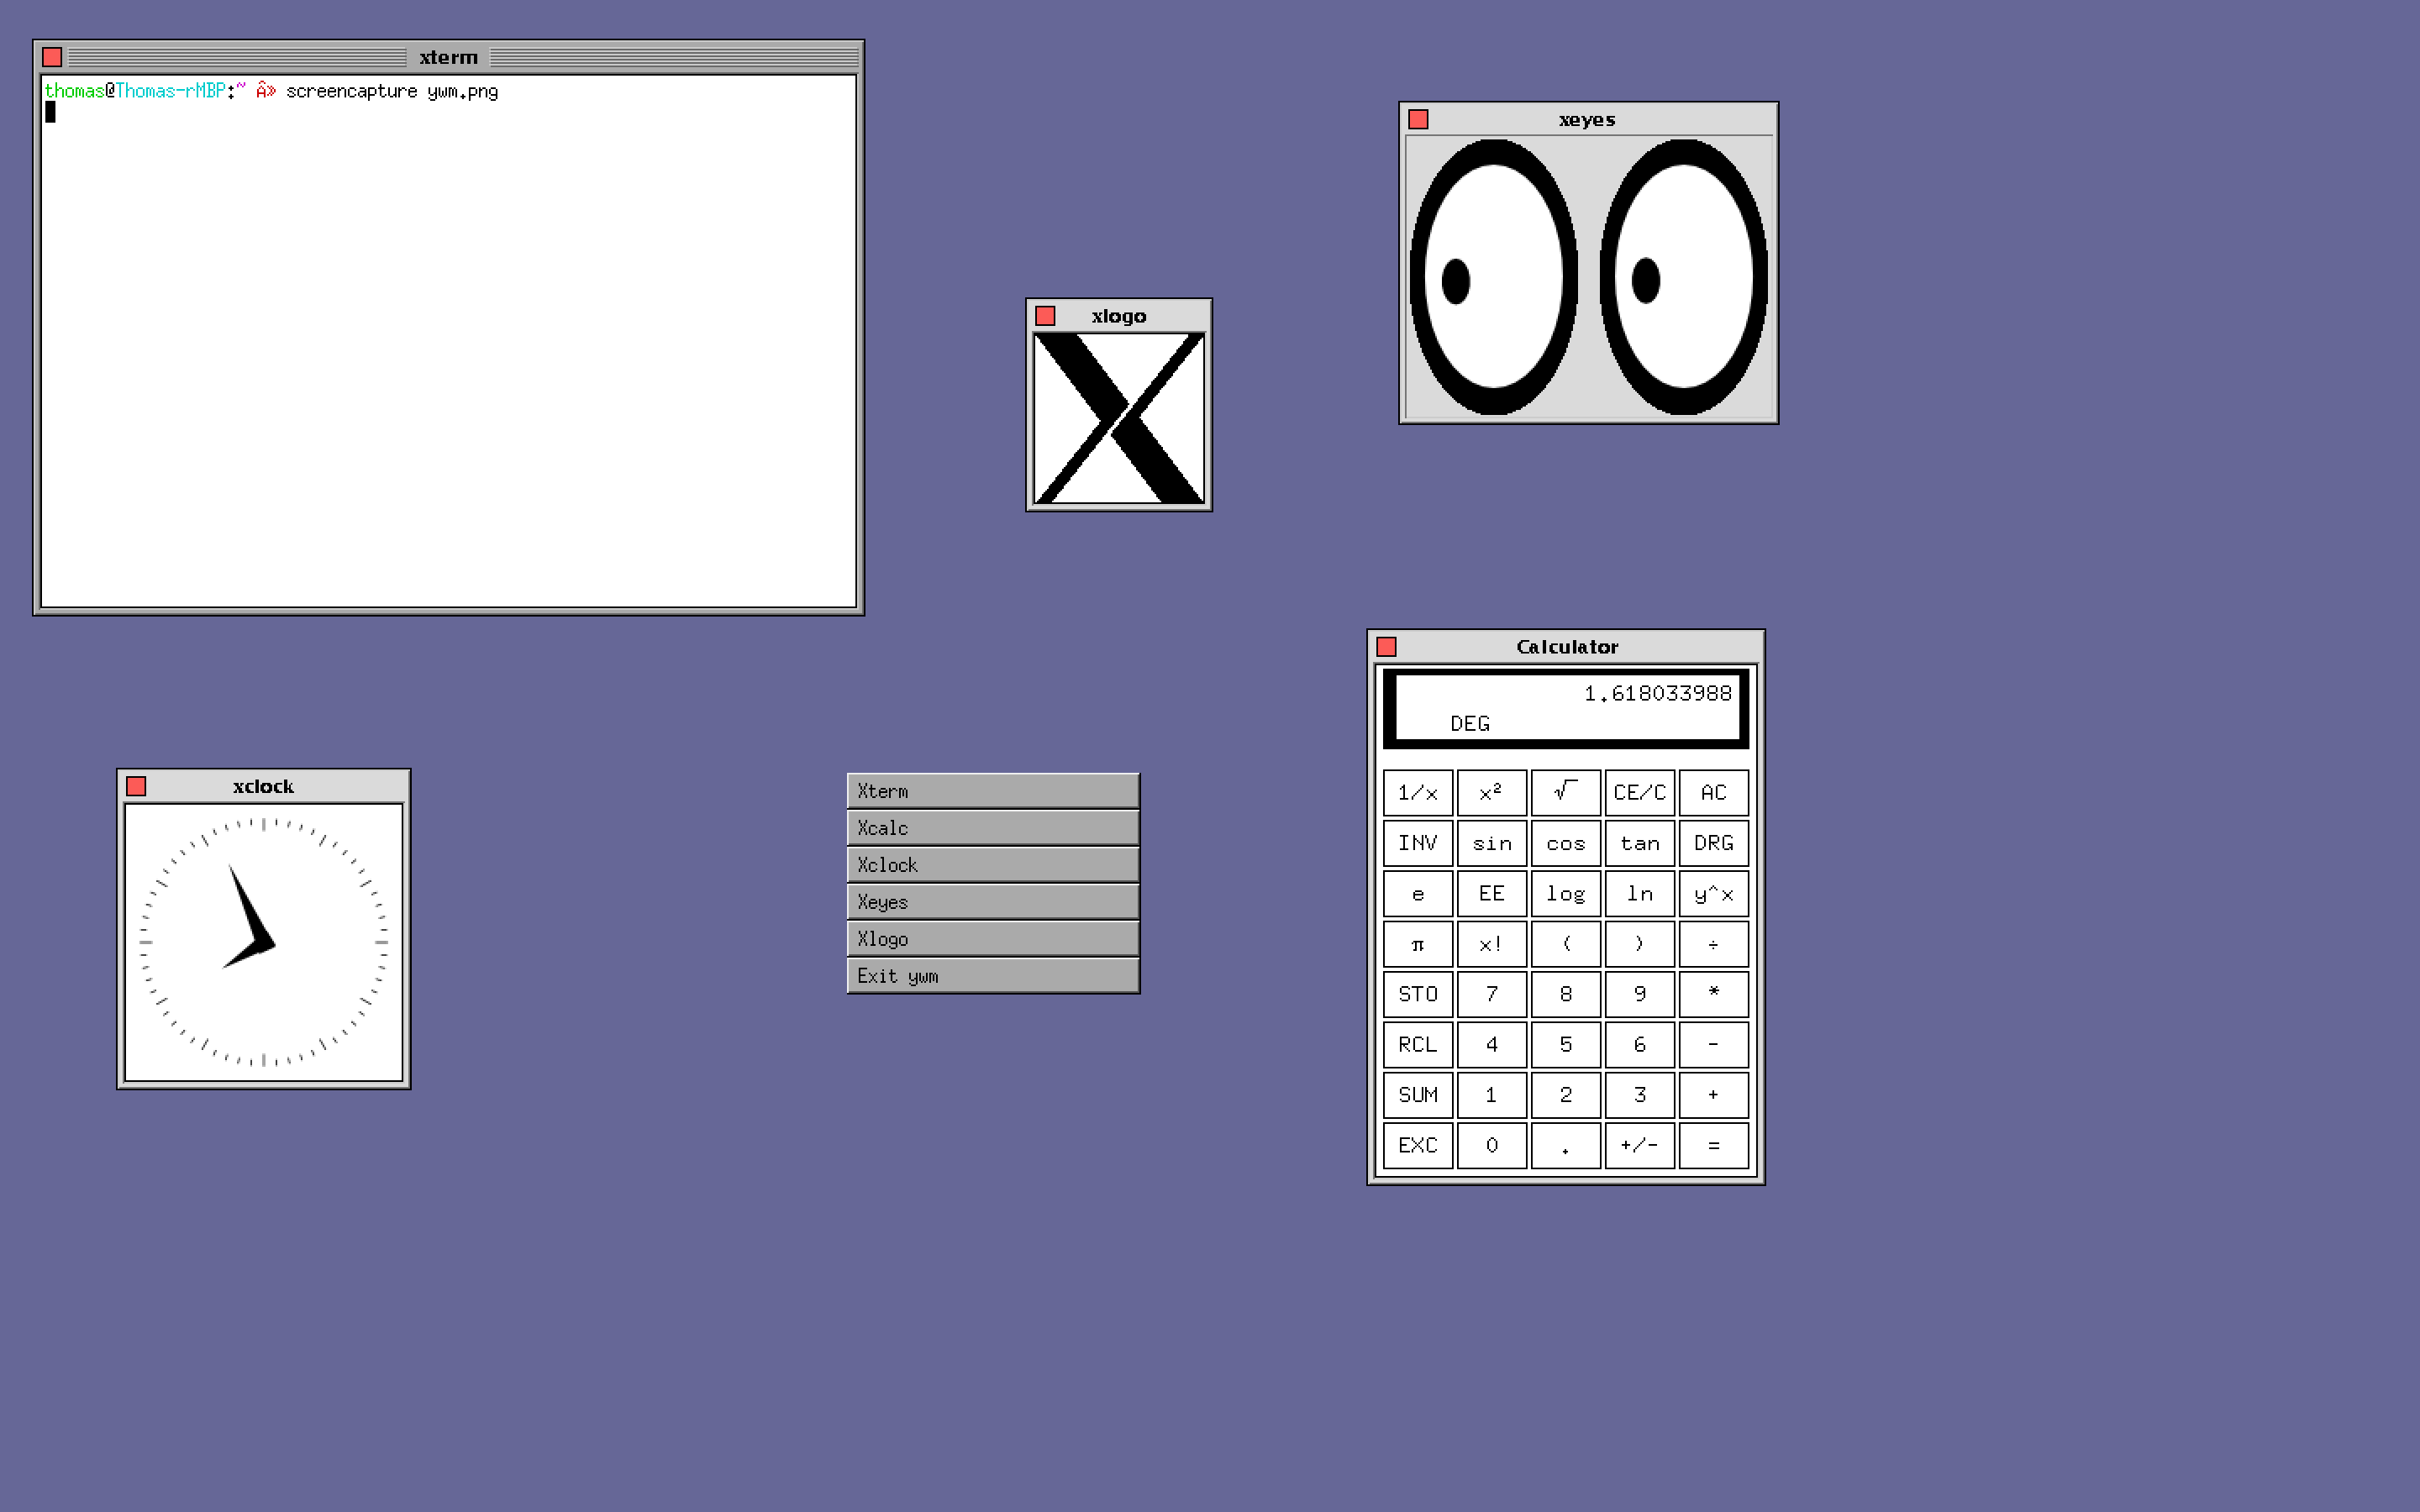 xterm
thomas@Thomas-rMBP:~ Â» screencapture ywm.png
xeyes
xlogo
Calculator
1.618033988
DEG
1/x x² √ CE/C AC
INV sin cos tan DRG
e EE log ln y^x
π x! ( ) ÷
STO 7 8 9 *
RCL 4 5 6 -
SUM 1 2 3 +
EXC 0 . +/- =
xclock
Xterm
Xcalc
Xclock
Xeyes
Xlogo
Exit ywm